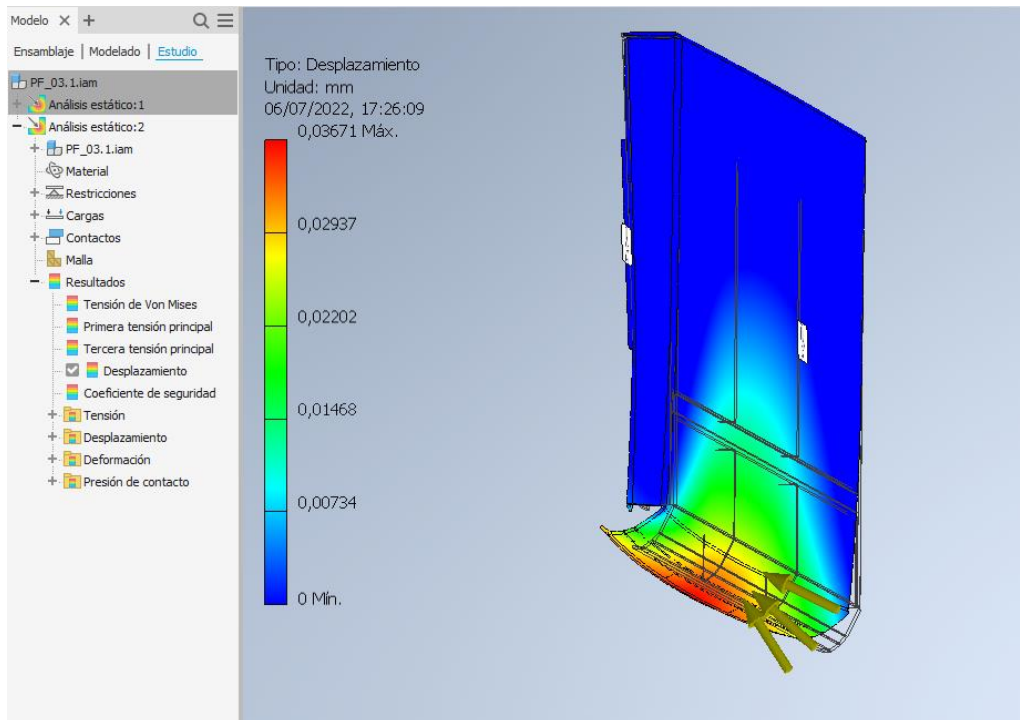 Modelo
Ensamblaje | Modelado | Estudio
PF_03.1.iam
Análisis estático:1
Análisis estático:2
PF_03.1.iam
Material
Restricciones
Cargas
Contactos
Malla
Resultados
Tensión de Von Mises
Primera tensión principal
Tercera tensión principal
Desplazamiento
Coeficiente de seguridad
Tensión
Desplazamiento
Deformación
Presión de contacto
Tipo: Desplazamiento
Unidad: mm
06/07/2022, 17:26:09
0,03671 Máx.
0,02937
0,02202
0,01468
0,00734
0 Mín.